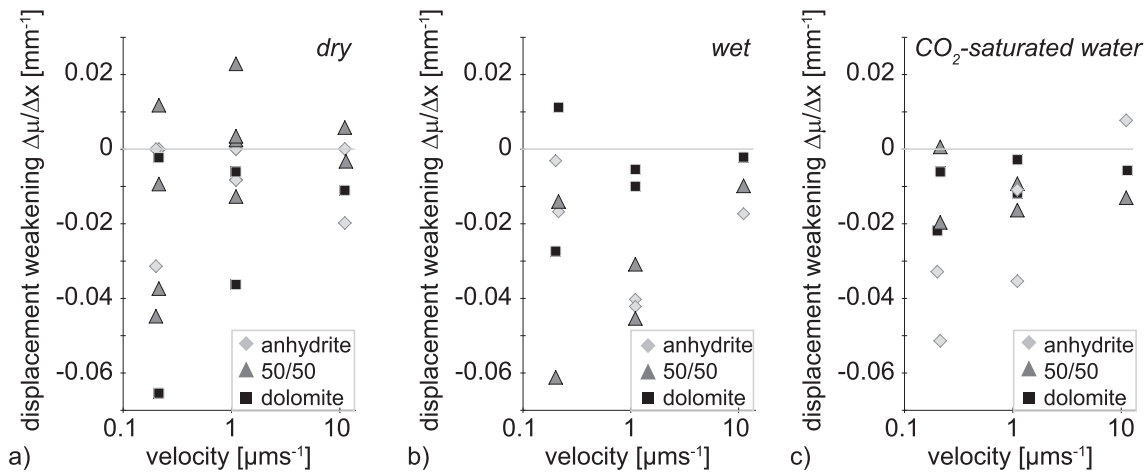 dry
displacement weakening Δμ/Δx [mm⁻¹]
0.02
0
-0.02
-0.04
-0.06
anhydrite
50/50
dolomite
0.1
1
10
velocity [μms⁻¹]
a)
wet
displacement weakening Δμ/Δx [mm⁻¹]
0.02
0
-0.02
-0.04
-0.06
anhydrite
50/50
dolomite
0.1
1
10
velocity [μms⁻¹]
b)
CO₂-saturated water
displacement weakening Δμ/Δx [mm⁻¹]
0.02
0
-0.02
-0.04
-0.06
anhydrite
50/50
dolomite
0.1
1
10
velocity [μms⁻¹]
c)